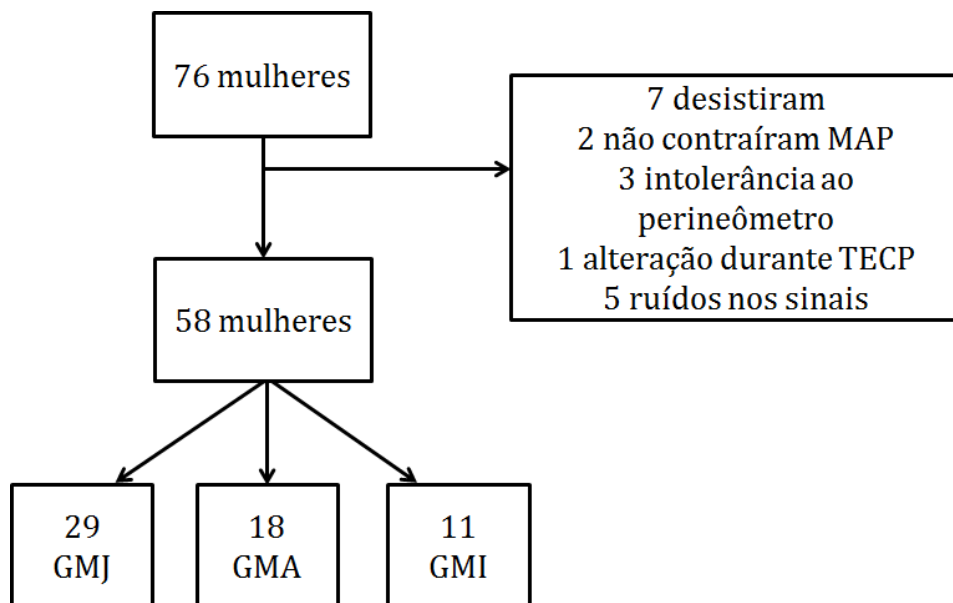 76 mulheres
7 desistiram
2 não contraíram MAP
3 intolerância ao
perineômetro
1 alteração durante TECP
5 ruídos nos sinais
58 mulheres
29
GMJ
18
GMA
11
GMI